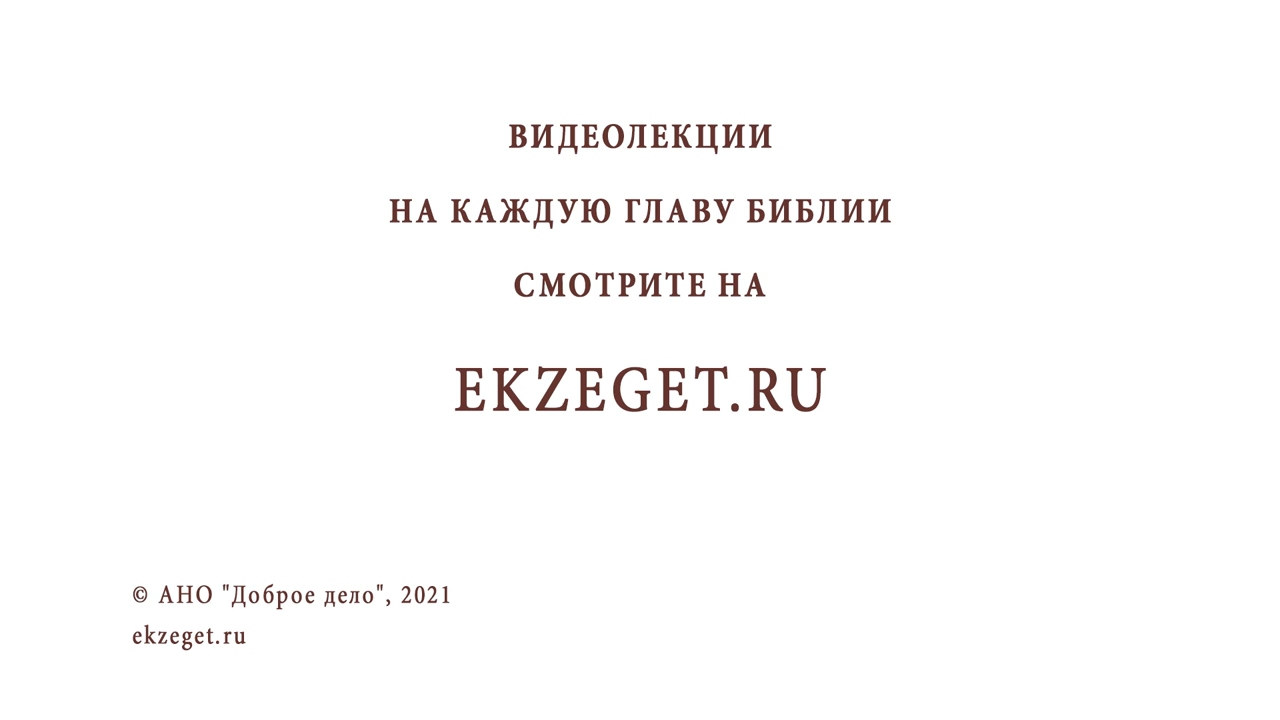 ВИДЕОЛЕКЦИИ
НА КАЖДУЮ ГЛАВУ БИБЛИИ
СМОТРИТЕ НА
EKZEGET.RU
© АНО "Доброе дело", 2021
ekzeget.ru